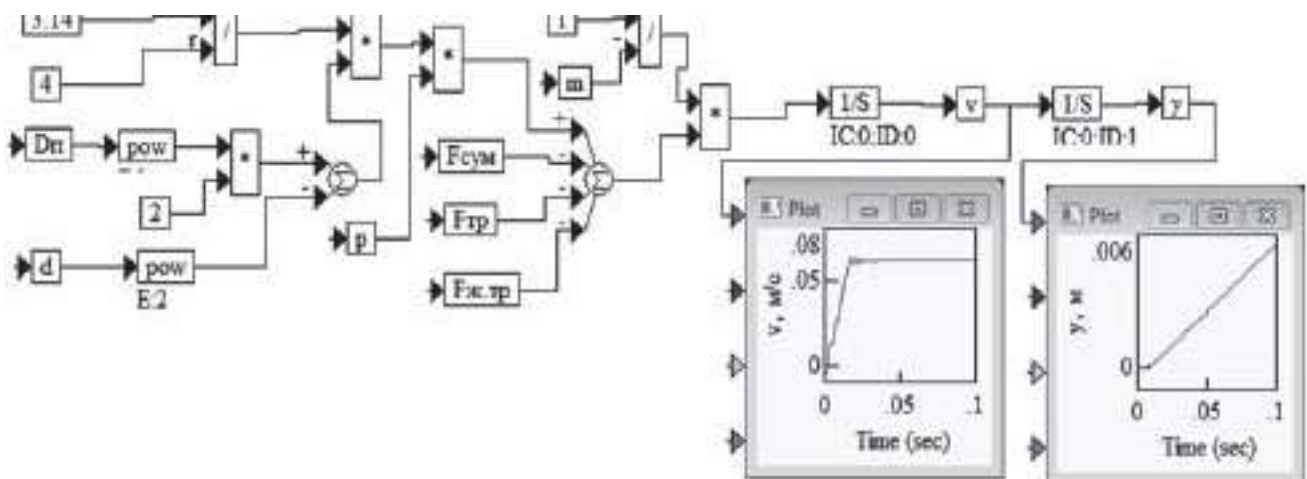 3.14
r
/
*
*
1
-
/
4
m
Dп
pow
*
+
-
Σ
2
d
pow
E:2
p
Fсум
Fтр
Fж.тр
+
-
-
-
Σ
*
1/S
IC:0;ID:0
v
1/S
IC:0;ID:1
y
Plot
.08
.05
0
v, м/с
0 .05 .1
Time (sec)
Plot
.006
0
y, м
0 .05 .1
Time (sec)